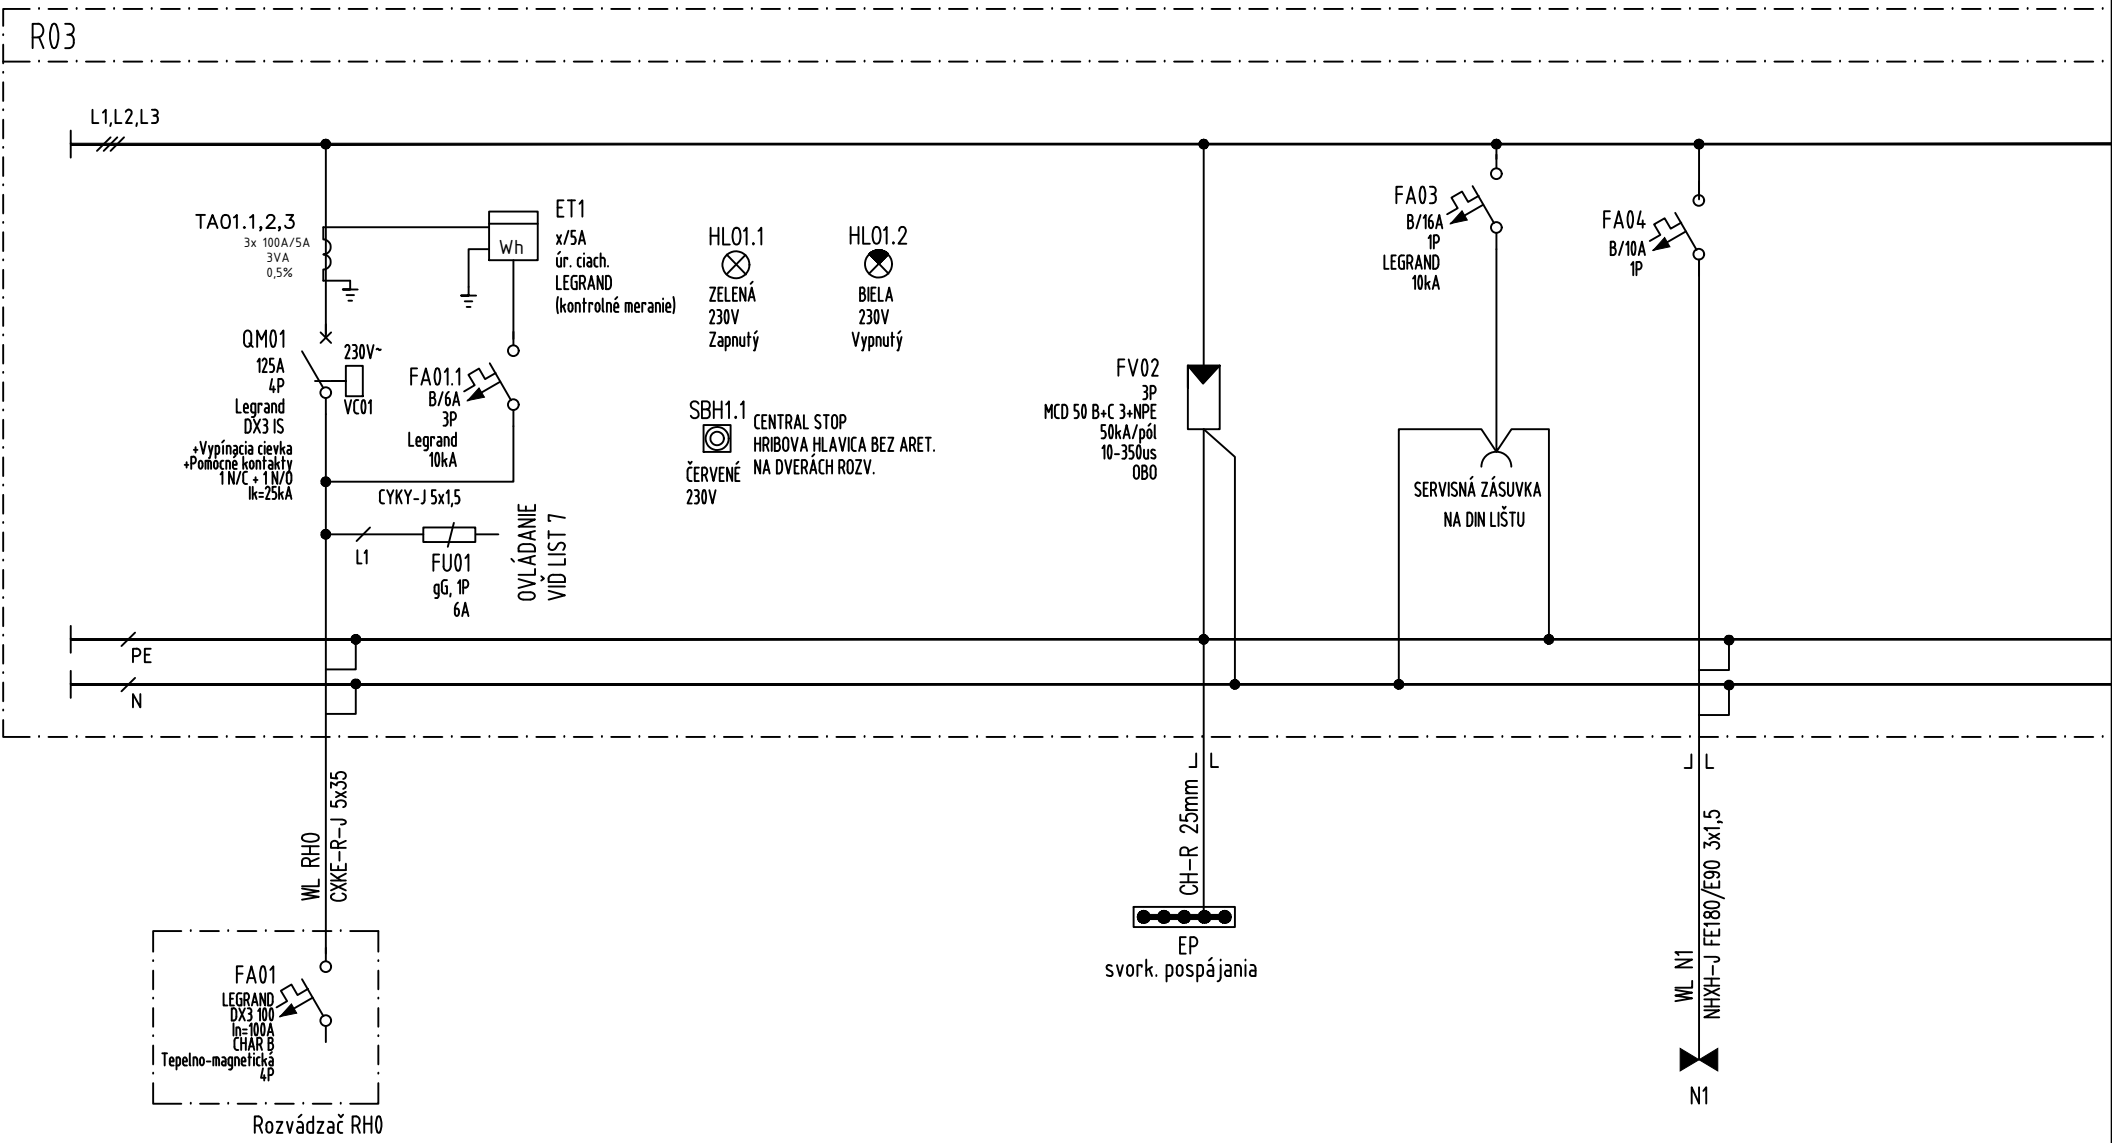 R03
L1,L2,L3
TA01.1,2,3
3x 100A/5A
3VA
0,5%
Wh
ET1
x/5A
úr. ciach.
LEGRAND
(kontrolné meranie)
HL01.1
ZELENÁ
230V
Zapnutý
HL01.2
BIELA
230V
Vypnutý
QM01
125A
4P
Legrand
DX3 IS
+Vypínacia cievka
+Pomocné kontakty
1 N/C + 1 N/O
Ik=25kA
230V~
VC01
FA01.1
B/6A
3P
Legrand
10kA
CYKY-J 5x1,5
L1
FU01
gG, 1P
6A
OVLÁDANIE
VIĎ LIST 7
SBH1.1
CENTRAL STOP
HRIBOVA HLAVICA BEZ ARET.
NA DVERÁCH ROZV.
ČERVENÉ
230V
FV02
3P
MCD 50 B+C 3+NPE
50kA/pól
10-350us
OBO
FA03
B/16A
1P
LEGRAND
10kA
SERVISNÁ ZÁSUVKA
NA DIN LIŠTU
FA04
B/10A
1P
PE
N
WL RH0
CXKE-R-J 5x35
FA01
LEGRAND
DX3 100
In=100A
CHAR B
Tepelno-magnetická
4P
Rozvádzač RH0
CH-R 25mm
EP
svork. pospájania
WL N1
NHXH-J FE180/E90 3x1,5
N1